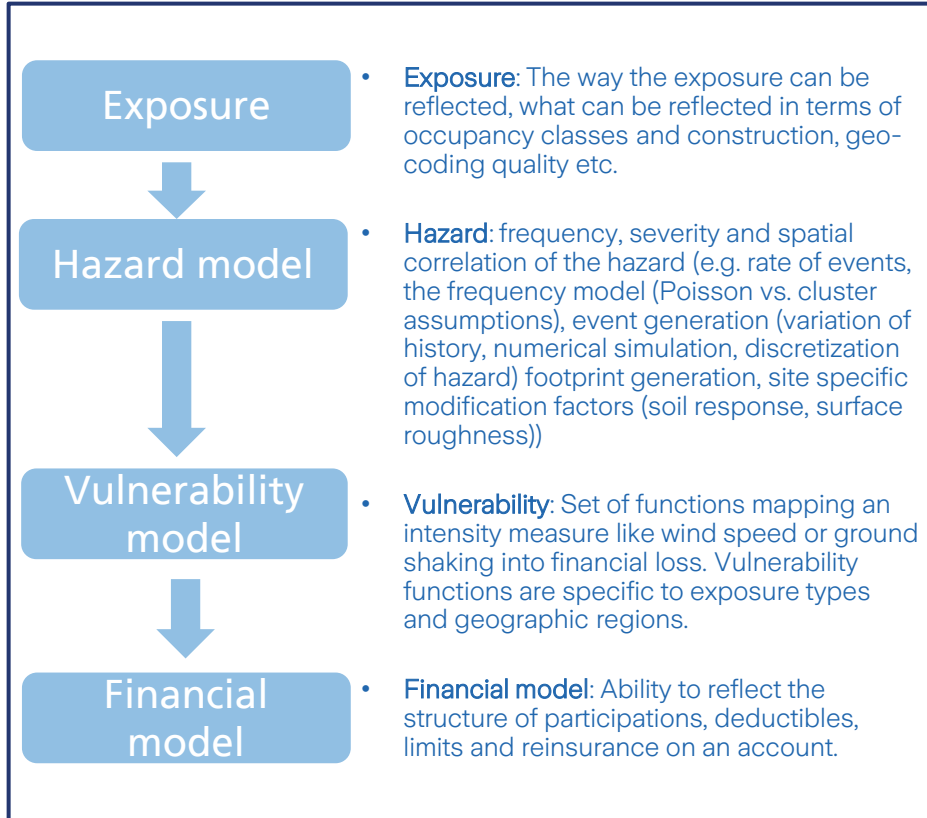 Exposure
• Exposure: The way the exposure can be
reflected, what can be reflected in terms of
occupancy classes and construction, geo-
coding quality etc.
Hazard model
• Hazard: frequency, severity and spatial
correlation of the hazard (e.g. rate of events,
the frequency model (Poisson vs. cluster
assumptions), event generation (variation of
history, numerical simulation, discretization
of hazard) footprint generation, site specific
modification factors (soil response, surface
roughness))
Vulnerability
model
• Vulnerability: Set of functions mapping an
intensity measure like wind speed or ground
shaking into financial loss. Vulnerability
functions are specific to exposure types
and geographic regions.
Financial
model
• Financial model: Ability to reflect the
structure of participations, deductibles,
limits and reinsurance on an account.